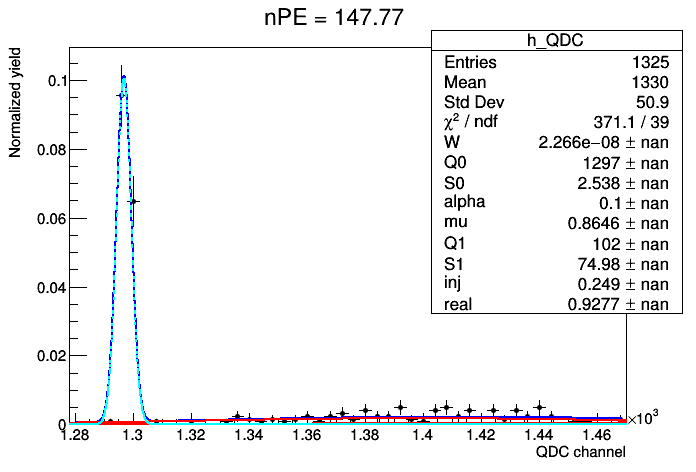 nPE = 147.77
h_QDC
Entries 1325
Mean 1330
Std Dev 50.9
χ² / ndf 371.1 / 39
W 2.266e−08 ± nan
Q0 1297 ± nan
S0 2.538 ± nan
alpha 0.1 ± nan
mu 0.8646 ± nan
Q1 102 ± nan
S1 74.98 ± nan
inj 0.249 ± nan
real 0.9277 ± nan
Normalized yield
0.1
0.08
0.06
0.04
0.02
0
1.28 1.3 1.32 1.34 1.36 1.38 1.4 1.42 1.44 1.46
×10³
QDC channel